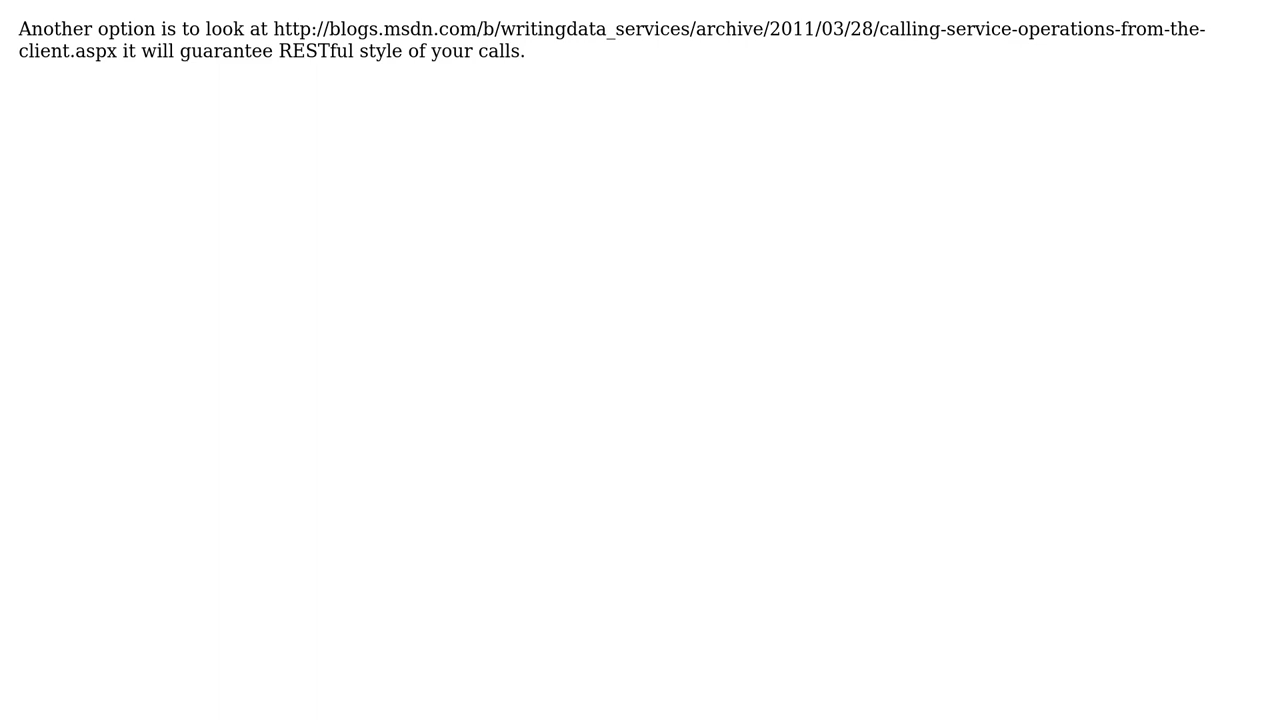 Another option is to look at http://blogs.msdn.com/b/writingdata_services/archive/2011/03/28/calling-service-operations-from-the-
client.aspx it will guarantee RESTful style of your calls.